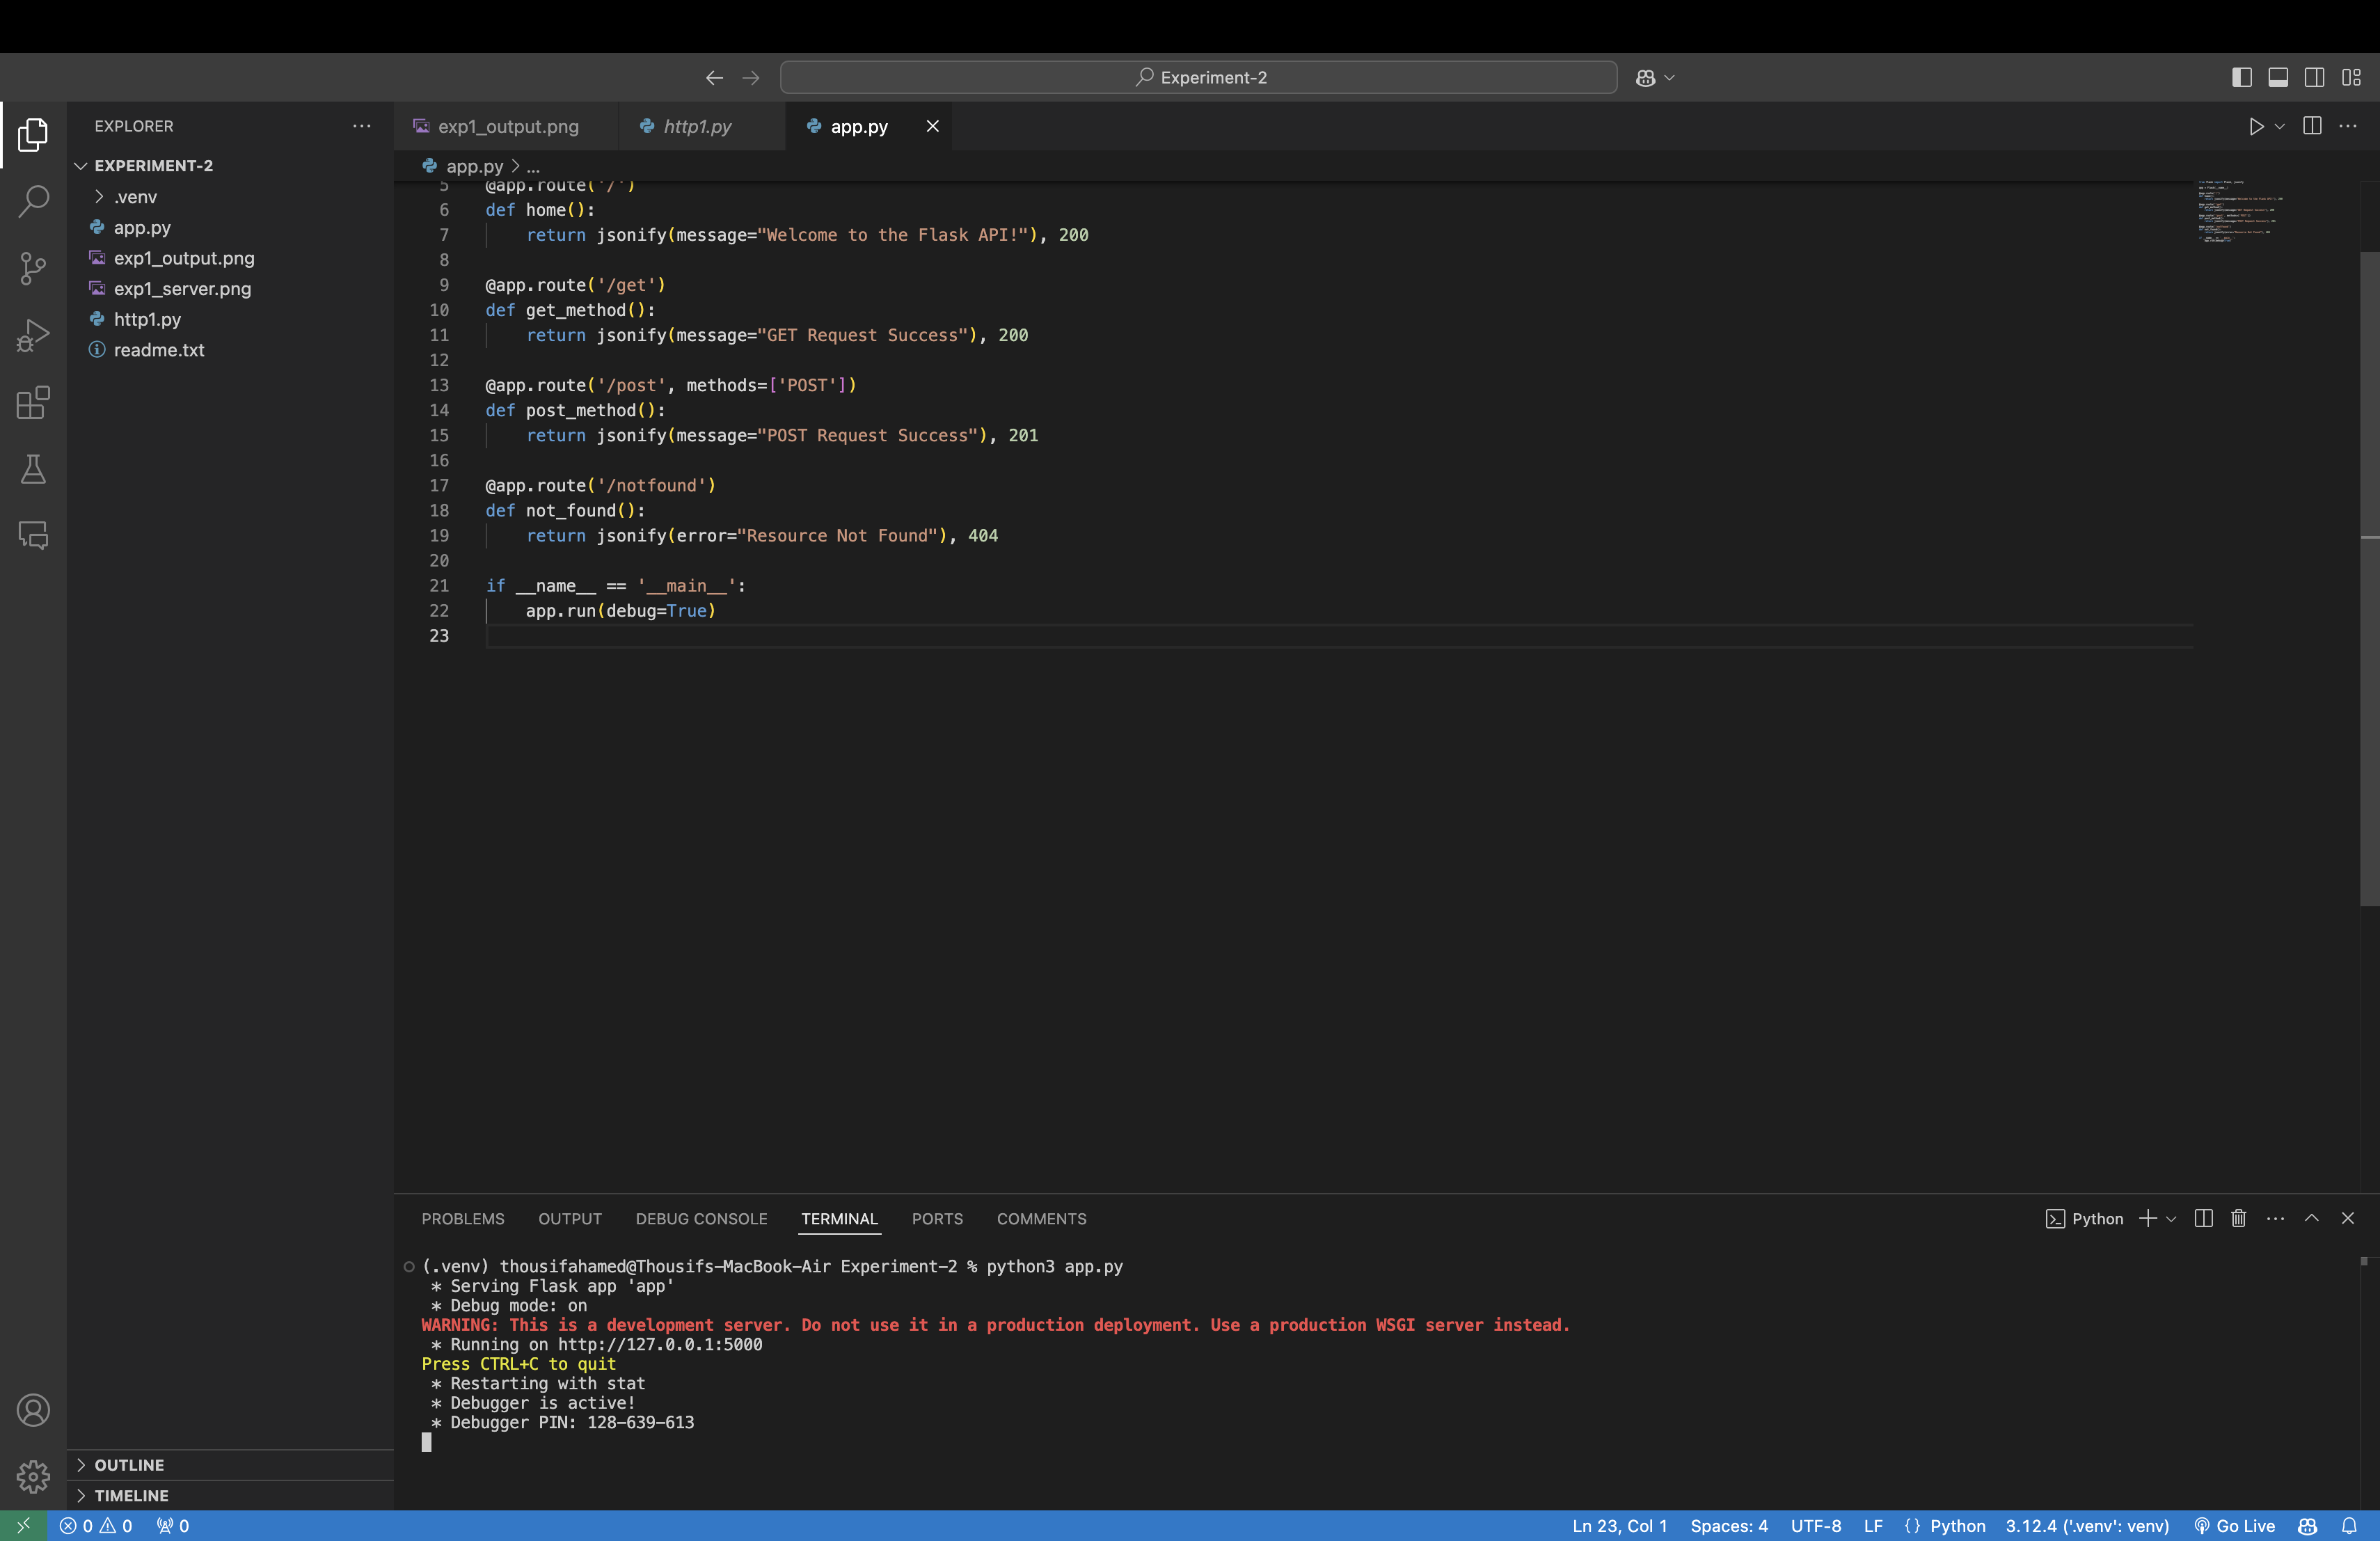 Experiment-2
EXPLORER
EXPERIMENT-2
.venv
app.py
exp1_output.png
exp1_server.png
http1.py
readme.txt
OUTLINE
TIMELINE
exp1_output.png
http1.py
app.py
app.py > ...
5 @app.route('/')
6 def home():
7 return jsonify(message="Welcome to the Flask API!"), 200
8
9 @app.route('/get')
10 def get_method():
11 return jsonify(message="GET Request Success"), 200
12
13 @app.route('/post', methods=['POST'])
14 def post_method():
15 return jsonify(message="POST Request Success"), 201
16
17 @app.route('/notfound')
18 def not_found():
19 return jsonify(error="Resource Not Found"), 404
20
21 if __name__ == '__main__':
22 app.run(debug=True)
23
PROBLEMS OUTPUT DEBUG CONSOLE TERMINAL PORTS COMMENTS
Python
(.venv) thousifahamed@Thousifs-MacBook-Air Experiment-2 % python3 app.py
* Serving Flask app 'app'
* Debug mode: on
WARNING: This is a development server. Do not use it in a production deployment. Use a production WSGI server instead.
* Running on http://127.0.0.1:5000
Press CTRL+C to quit
* Restarting with stat
* Debugger is active!
* Debugger PIN: 128-639-613
0 0 0 Ln 23, Col 1 Spaces: 4 UTF-8 LF {} Python 3.12.4 ('.venv': venv) Go Live